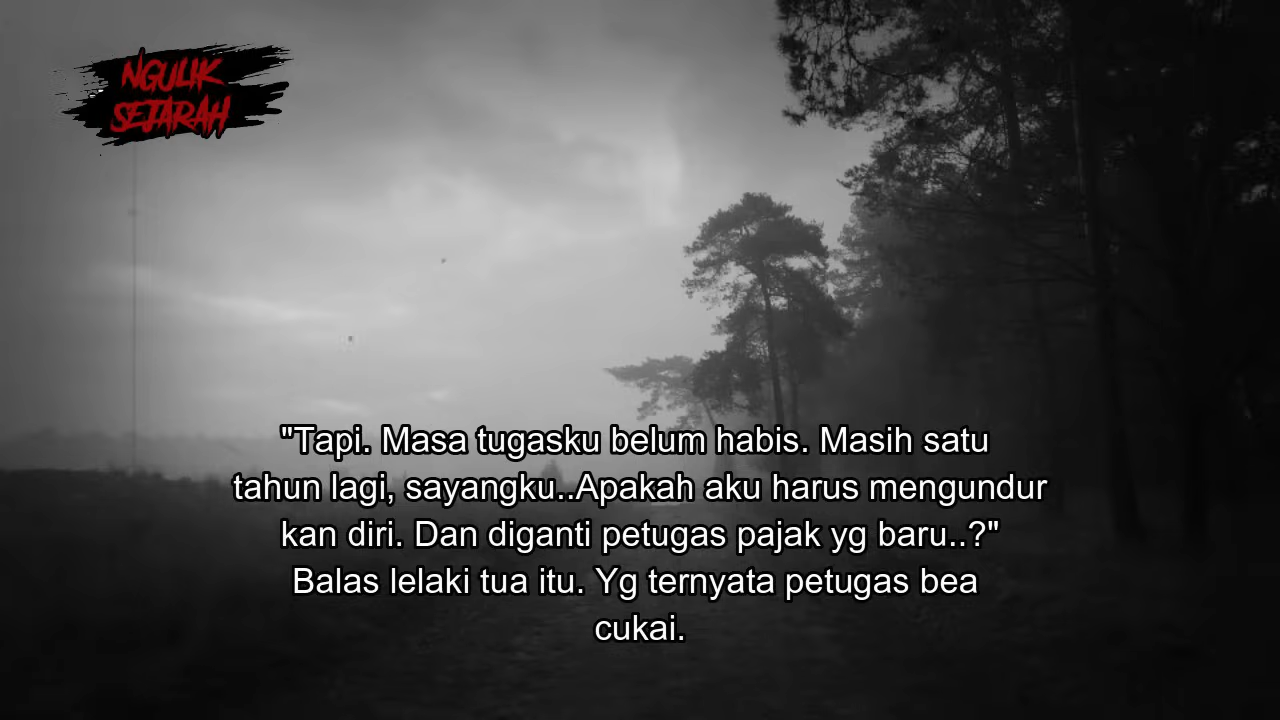 NGULIK
SEJARAH
"Tapi. Masa tugasku belum habis. Masih satu
tahun lagi, sayangku..Apakah aku harus mengundur
kan diri. Dan diganti petugas pajak yg baru..?"
Balas lelaki tua itu. Yg ternyata petugas bea
cukai.